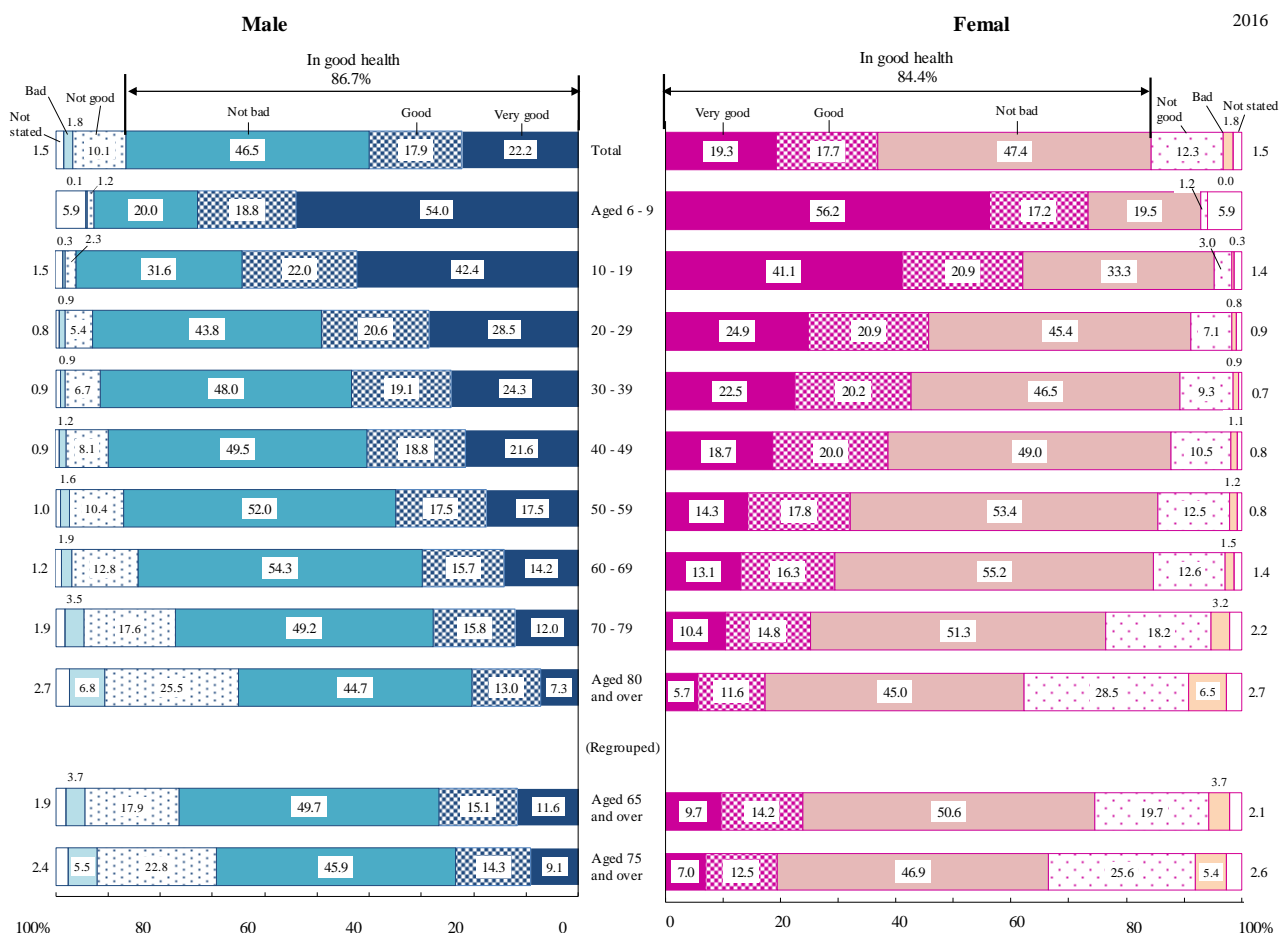 Male
Femal
2016
In good health
86.7%
In good health
84.4%
Not stated
Bad
Not good
Not bad
Good
Very good
Very good
Good
Not bad
Not good
Bad
Not stated
1.5 1.8 10.1 46.5 17.9 22.2 Total 19.3 17.7 47.4 12.3 1.8 1.5
5.9 0.1 1.2 20.0 18.8 54.0 Aged 6 - 9 56.2 17.2 19.5 1.2 0.0 5.9
1.5 0.3 2.3 31.6 22.0 42.4 10 - 19 41.1 20.9 33.3 3.0 0.3 1.4
0.8 0.9 5.4 43.8 20.6 28.5 20 - 29 24.9 20.9 45.4 7.1 0.8 0.9
0.9 0.9 6.7 48.0 19.1 24.3 30 - 39 22.5 20.2 46.5 9.3 0.9 0.7
0.9 1.2 8.1 49.5 18.8 21.6 40 - 49 18.7 20.0 49.0 10.5 1.1 0.8
1.0 1.6 10.4 52.0 17.5 17.5 50 - 59 14.3 17.8 53.4 12.5 1.2 0.8
1.2 1.9 12.8 54.3 15.7 14.2 60 - 69 13.1 16.3 55.2 12.6 1.5 1.4
1.9 3.5 17.6 49.2 15.8 12.0 70 - 79 10.4 14.8 51.3 18.2 3.2 2.2
2.7 6.8 25.5 44.7 13.0 7.3 Aged 80 and over 5.7 11.6 45.0 28.5 6.5 2.7
(Regrouped)
1.9 3.7 17.9 49.7 15.1 11.6 Aged 65 and over 9.7 14.2 50.6 19.7 3.7 2.1
2.4 5.5 22.8 45.9 14.3 9.1 Aged 75 and over 7.0 12.5 46.9 25.6 5.4 2.6
100% 80 60 40 20 0 0 20 40 60 80 100%